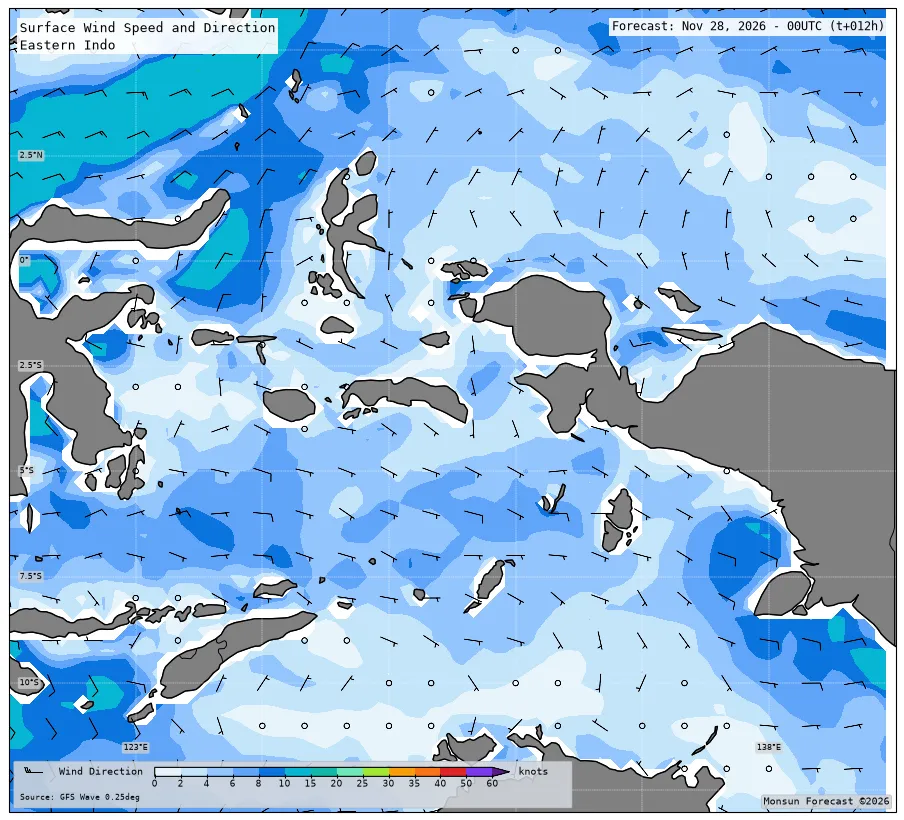 Surface Wind Speed and Direction
Eastern Indo
Forecast: Nov 28, 2026 - 00UTC (t+012h)
2.5°N
0°
2.5°S
5°S
7.5°S
10°S
123°E
138°E
Wind Direction
0 2 4 6 8 10 15 20 25 30 35 40 50 60
knots
Source: GFS Wave 0.25deg
Monsun Forecast ©2026